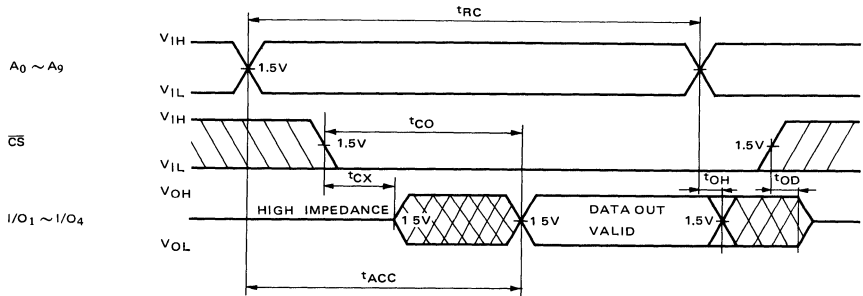 tRC
VIH
A0 ~ A9
1.5V
VIL
VIH
tCO
CS
1.5V
1.5V
VIL
tCX
tOH
tOD
VOH
HIGH IMPEDANCE
DATA OUT
I/O1 ~ I/O4
1 5V
1 5V
1.5V
VALID
VOL
tACC